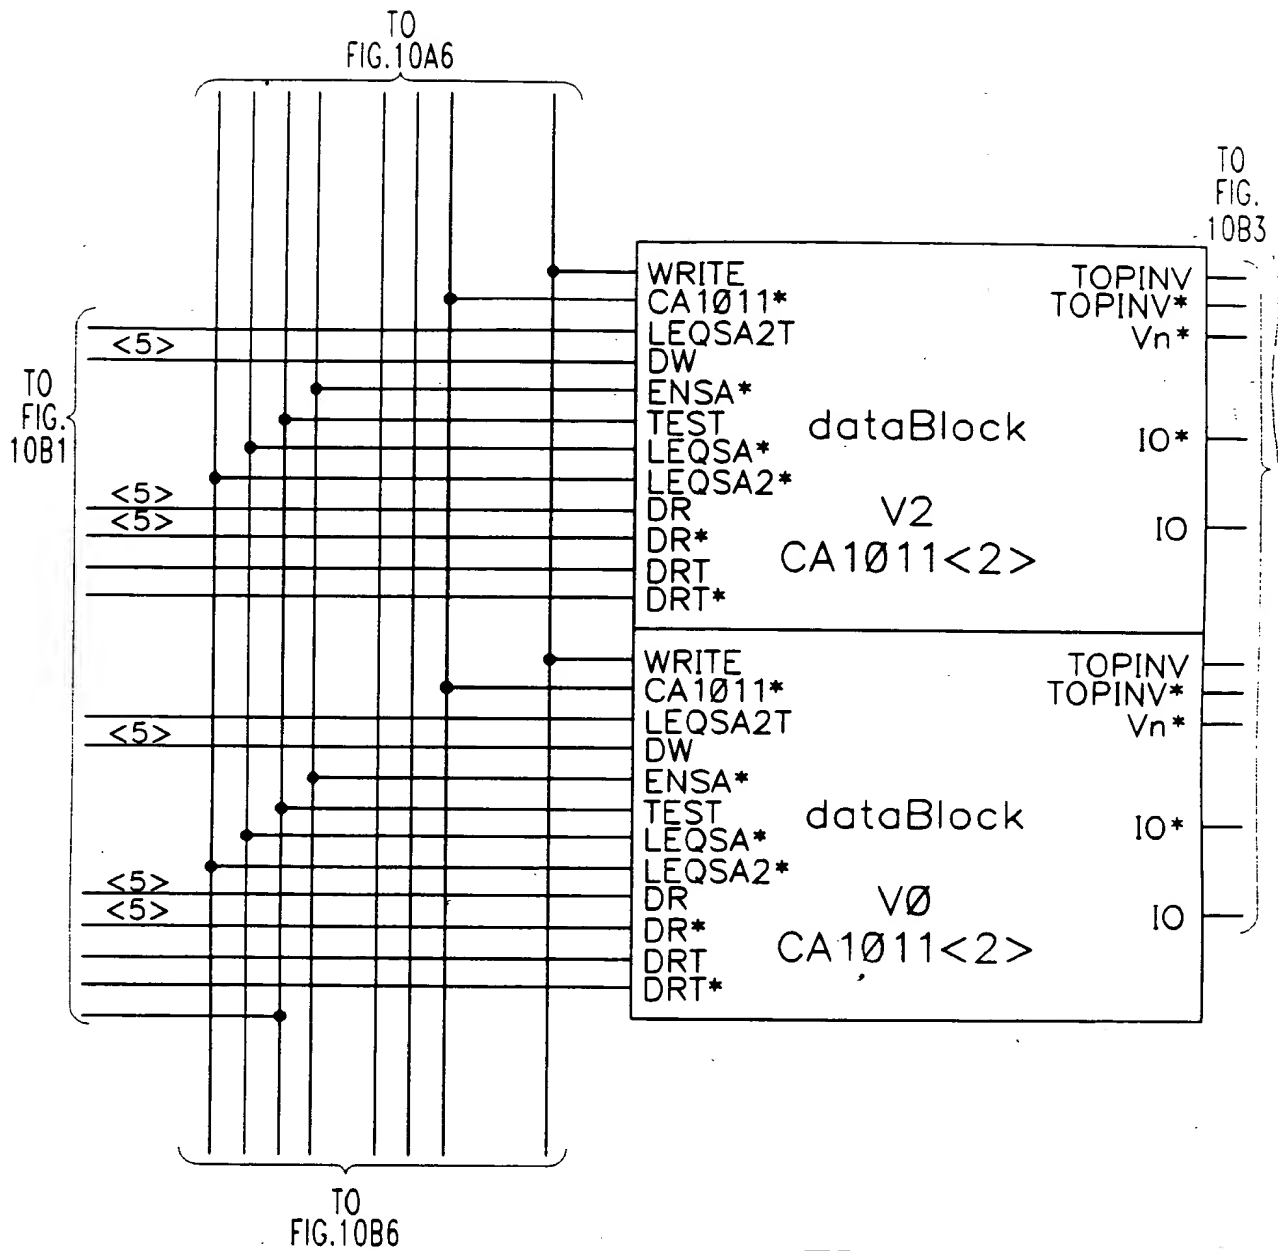 TO
FIG.10A6
TO
FIG.
10B3
TO
FIG.
10B1
<5>
<5>
<5>
WRITE
CA1Ø11*
LEQSA2T
DW
ENSA*
TEST
LEQSA*
LEQSA2*
DR
DR*
DRT
DRT*
dataBlock
V2
CA1Ø11<2>
TOPINV
TOPINV*
Vn*
IO*
IO
<5>
<5>
<5>
WRITE
CA1Ø11*
LEQSA2T
DW
ENSA*
TEST
LEQSA*
LEQSA2*
DR
DR*
DRT
DRT*
dataBlock
VØ
CA1Ø11<2>
TOPINV
TOPINV*
Vn*
IO*
IO
TO
FIG.10B6